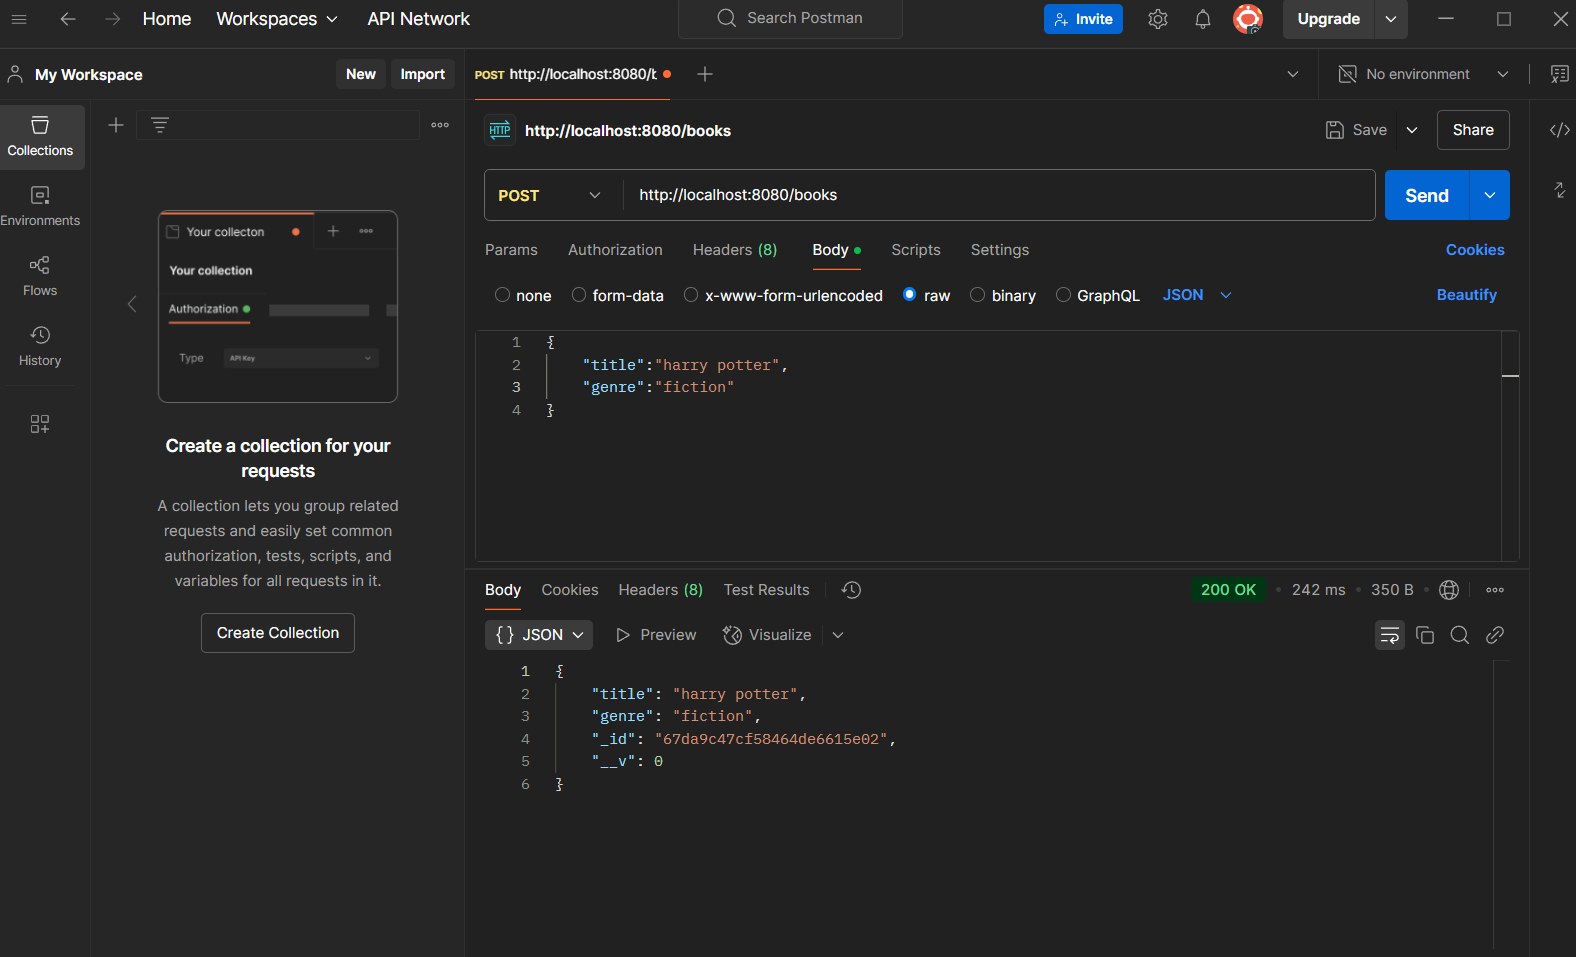 Home Workspaces API Network Search Postman Invite Upgrade
My Workspace New Import POST http://localhost:8080/b No environment
Collections
Environments
Flows
History
Your collecton
Your collection
Authorization
Type API Key
Create a collection for your
requests
A collection lets you group related
requests and easily set common
authorization, tests, scripts, and
variables for all requests in it.
Create Collection
HTTP http://localhost:8080/books Save Share
POST http://localhost:8080/books Send
Params Authorization Headers (8) Body Scripts Settings Cookies
none form-data x-www-form-urlencoded raw binary GraphQL JSON Beautify
1 {
2 "title":"harry potter",
3 "genre":"fiction"
4 }
Body Cookies Headers (8) Test Results 200 OK 242 ms 350 B
{} JSON Preview Visualize
1 {
2 "title": "harry potter",
3 "genre": "fiction",
4 "_id": "67da9c47cf58464de6615e02",
5 "__v": 0
6 }